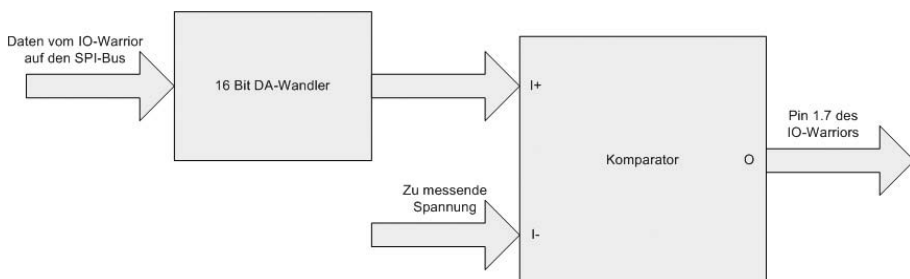 Daten vom IO-Warrior
auf den SPI-Bus
16 Bit DA-Wandler
I+
Pin 1.7 des
IO-Warriors
Komparator
O
Zu messende
Spannung
I-